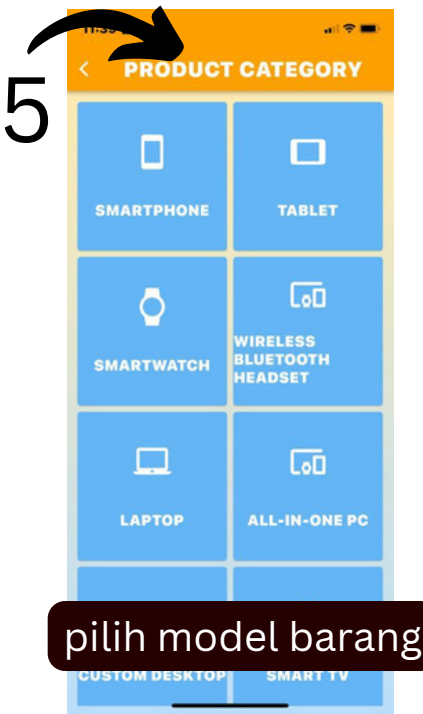 5
PRODUCT CATEGORY
SMARTPHONE
TABLET
SMARTWATCH
WIRELESS
BLUETOOTH
HEADSET
LAPTOP
ALL-IN-ONE PC
pilih model barang
CUSTOM DESKTOP
SMART TV